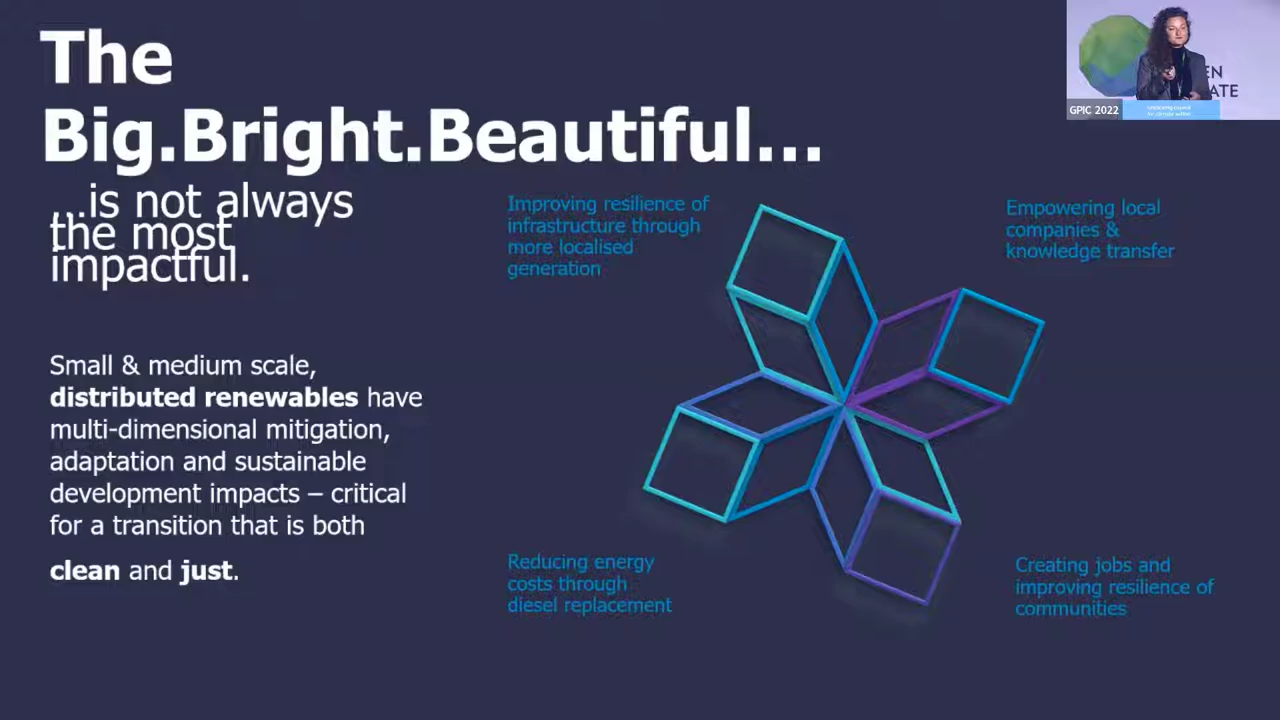 The
Big.Bright.Beautiful...
...is not always
the most
impactful.
Small & medium scale,
distributed renewables have
multi-dimensional mitigation,
adaptation and sustainable
development impacts – critical
for a transition that is both
clean and just.
Improving resilience of
infrastructure through
more localised
generation
Empowering local
companies &
knowledge transfer
Reducing energy
costs through
diesel replacement
Creating jobs and
improving resilience of
communities
GPIC 2022